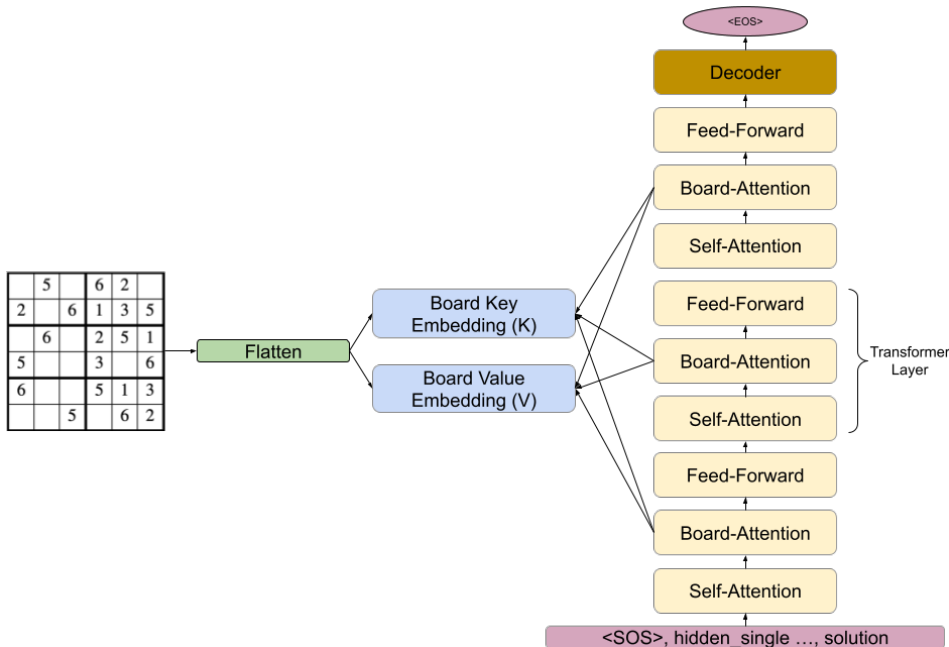 <EOS>
Decoder
Feed-Forward
Board-Attention
Self-Attention
5 6 2
2 6 1 3 5
6 2 5 1
5 3 6
6 5 1 3
5 6 2
Flatten
Board Key
Embedding (K)
Board Value
Embedding (V)
Feed-Forward
Board-Attention
Self-Attention
Transformer
Layer
Feed-Forward
Board-Attention
Self-Attention
<SOS>, hidden_single ..., solution